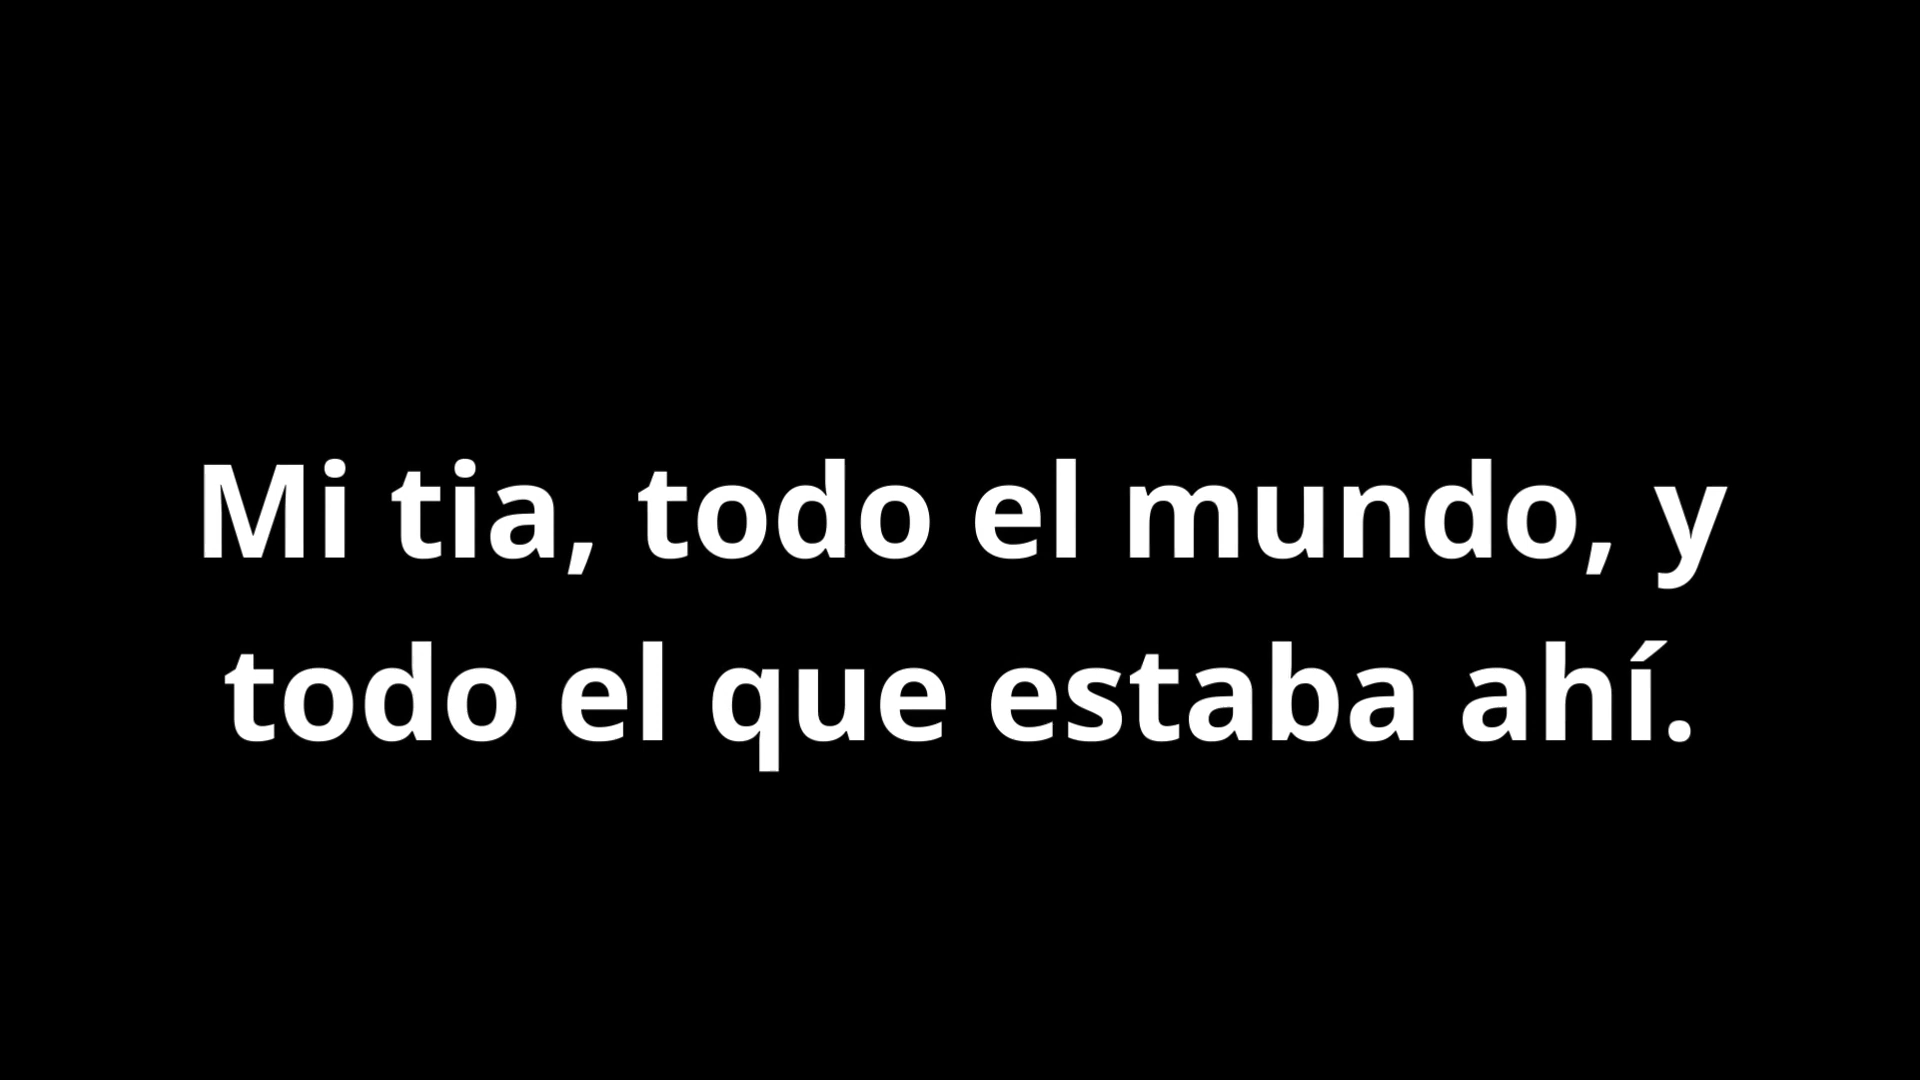 Mi tia, todo el mundo, y
todo el que estaba ahí.